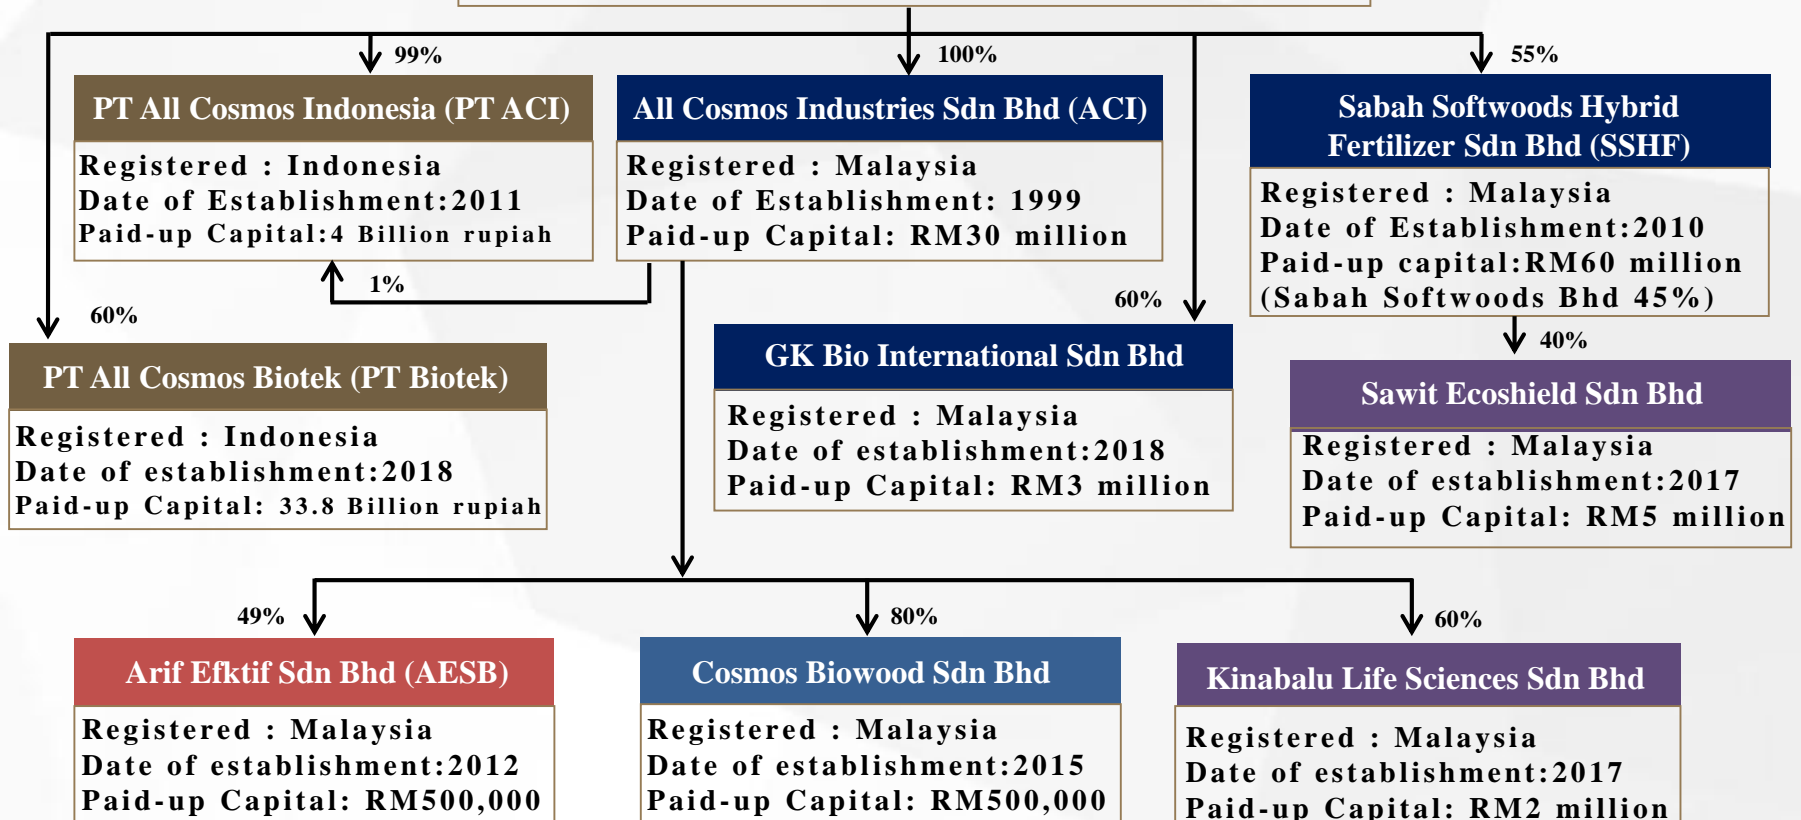 99%
100%
55%
PT All Cosmos Indonesia (PT ACI)
Registered : Indonesia
Date of Establishment:2011
Paid-up Capital:4 Billion rupiah
All Cosmos Industries Sdn Bhd (ACI)
Registered : Malaysia
Date of Establishment: 1999
Paid-up Capital: RM30 million
Sabah Softwoods Hybrid
Fertilizer Sdn Bhd (SSHF)
Registered : Malaysia
Date of Establishment:2010
Paid-up capital:RM60 million
(Sabah Softwoods Bhd 45%)
1%
60%
60%
40%
PT All Cosmos Biotek (PT Biotek)
Registered : Indonesia
Date of establishment:2018
Paid-up Capital: 33.8 Billion rupiah
GK Bio International Sdn Bhd
Registered : Malaysia
Date of establishment:2018
Paid-up Capital: RM3 million
Sawit Ecoshield Sdn Bhd
Registered : Malaysia
Date of establishment:2017
Paid-up Capital: RM5 million
49%
80%
60%
Arif Efktif Sdn Bhd (AESB)
Registered : Malaysia
Date of establishment:2012
Paid-up Capital: RM500,000
Cosmos Biowood Sdn Bhd
Registered : Malaysia
Date of establishment:2015
Paid-up Capital: RM500,000
Kinabalu Life Sciences Sdn Bhd
Registered : Malaysia
Date of establishment:2017
Paid-up Capital: RM2 million